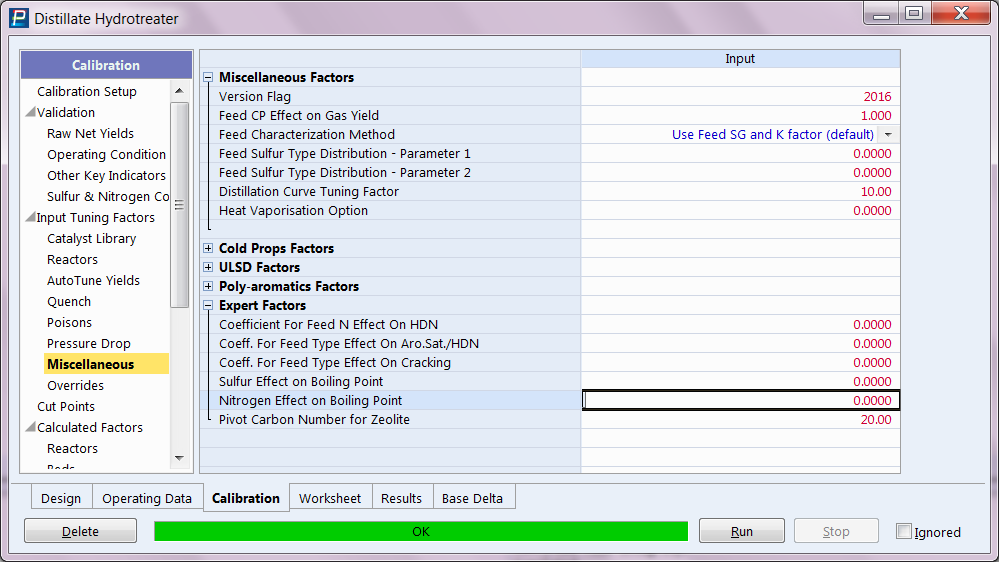 Distillate Hydrotreater
Calibration
Calibration Setup
Validation
Raw Net Yields
Operating Condition
Other Key Indicators
Sulfur & Nitrogen Co
Input Tuning Factors
Catalyst Library
Reactors
AutoTune Yields
Quench
Poisons
Pressure Drop
Miscellaneous
Overrides
Cut Points
Calculated Factors
Reactors
Beds
Input
Miscellaneous Factors
Version Flag 2016
Feed CP Effect on Gas Yield 1.000
Feed Characterization Method Use Feed SG and K factor (default)
Feed Sulfur Type Distribution - Parameter 1 0.0000
Feed Sulfur Type Distribution - Parameter 2 0.0000
Distillation Curve Tuning Factor 10.00
Heat Vaporisation Option 0.0000
Cold Props Factors
ULSD Factors
Poly-aromatics Factors
Expert Factors
Coefficient For Feed N Effect On HDN 0.0000
Coeff. For Feed Type Effect On Aro.Sat./HDN 0.0000
Coeff. For Feed Type Effect On Cracking 0.0000
Sulfur Effect on Boiling Point 0.0000
Nitrogen Effect on Boiling Point 0.0000
Pivot Carbon Number for Zeolite 20.00
Design Operating Data Calibration Worksheet Results Base Delta
Delete OK Run Stop Ignored